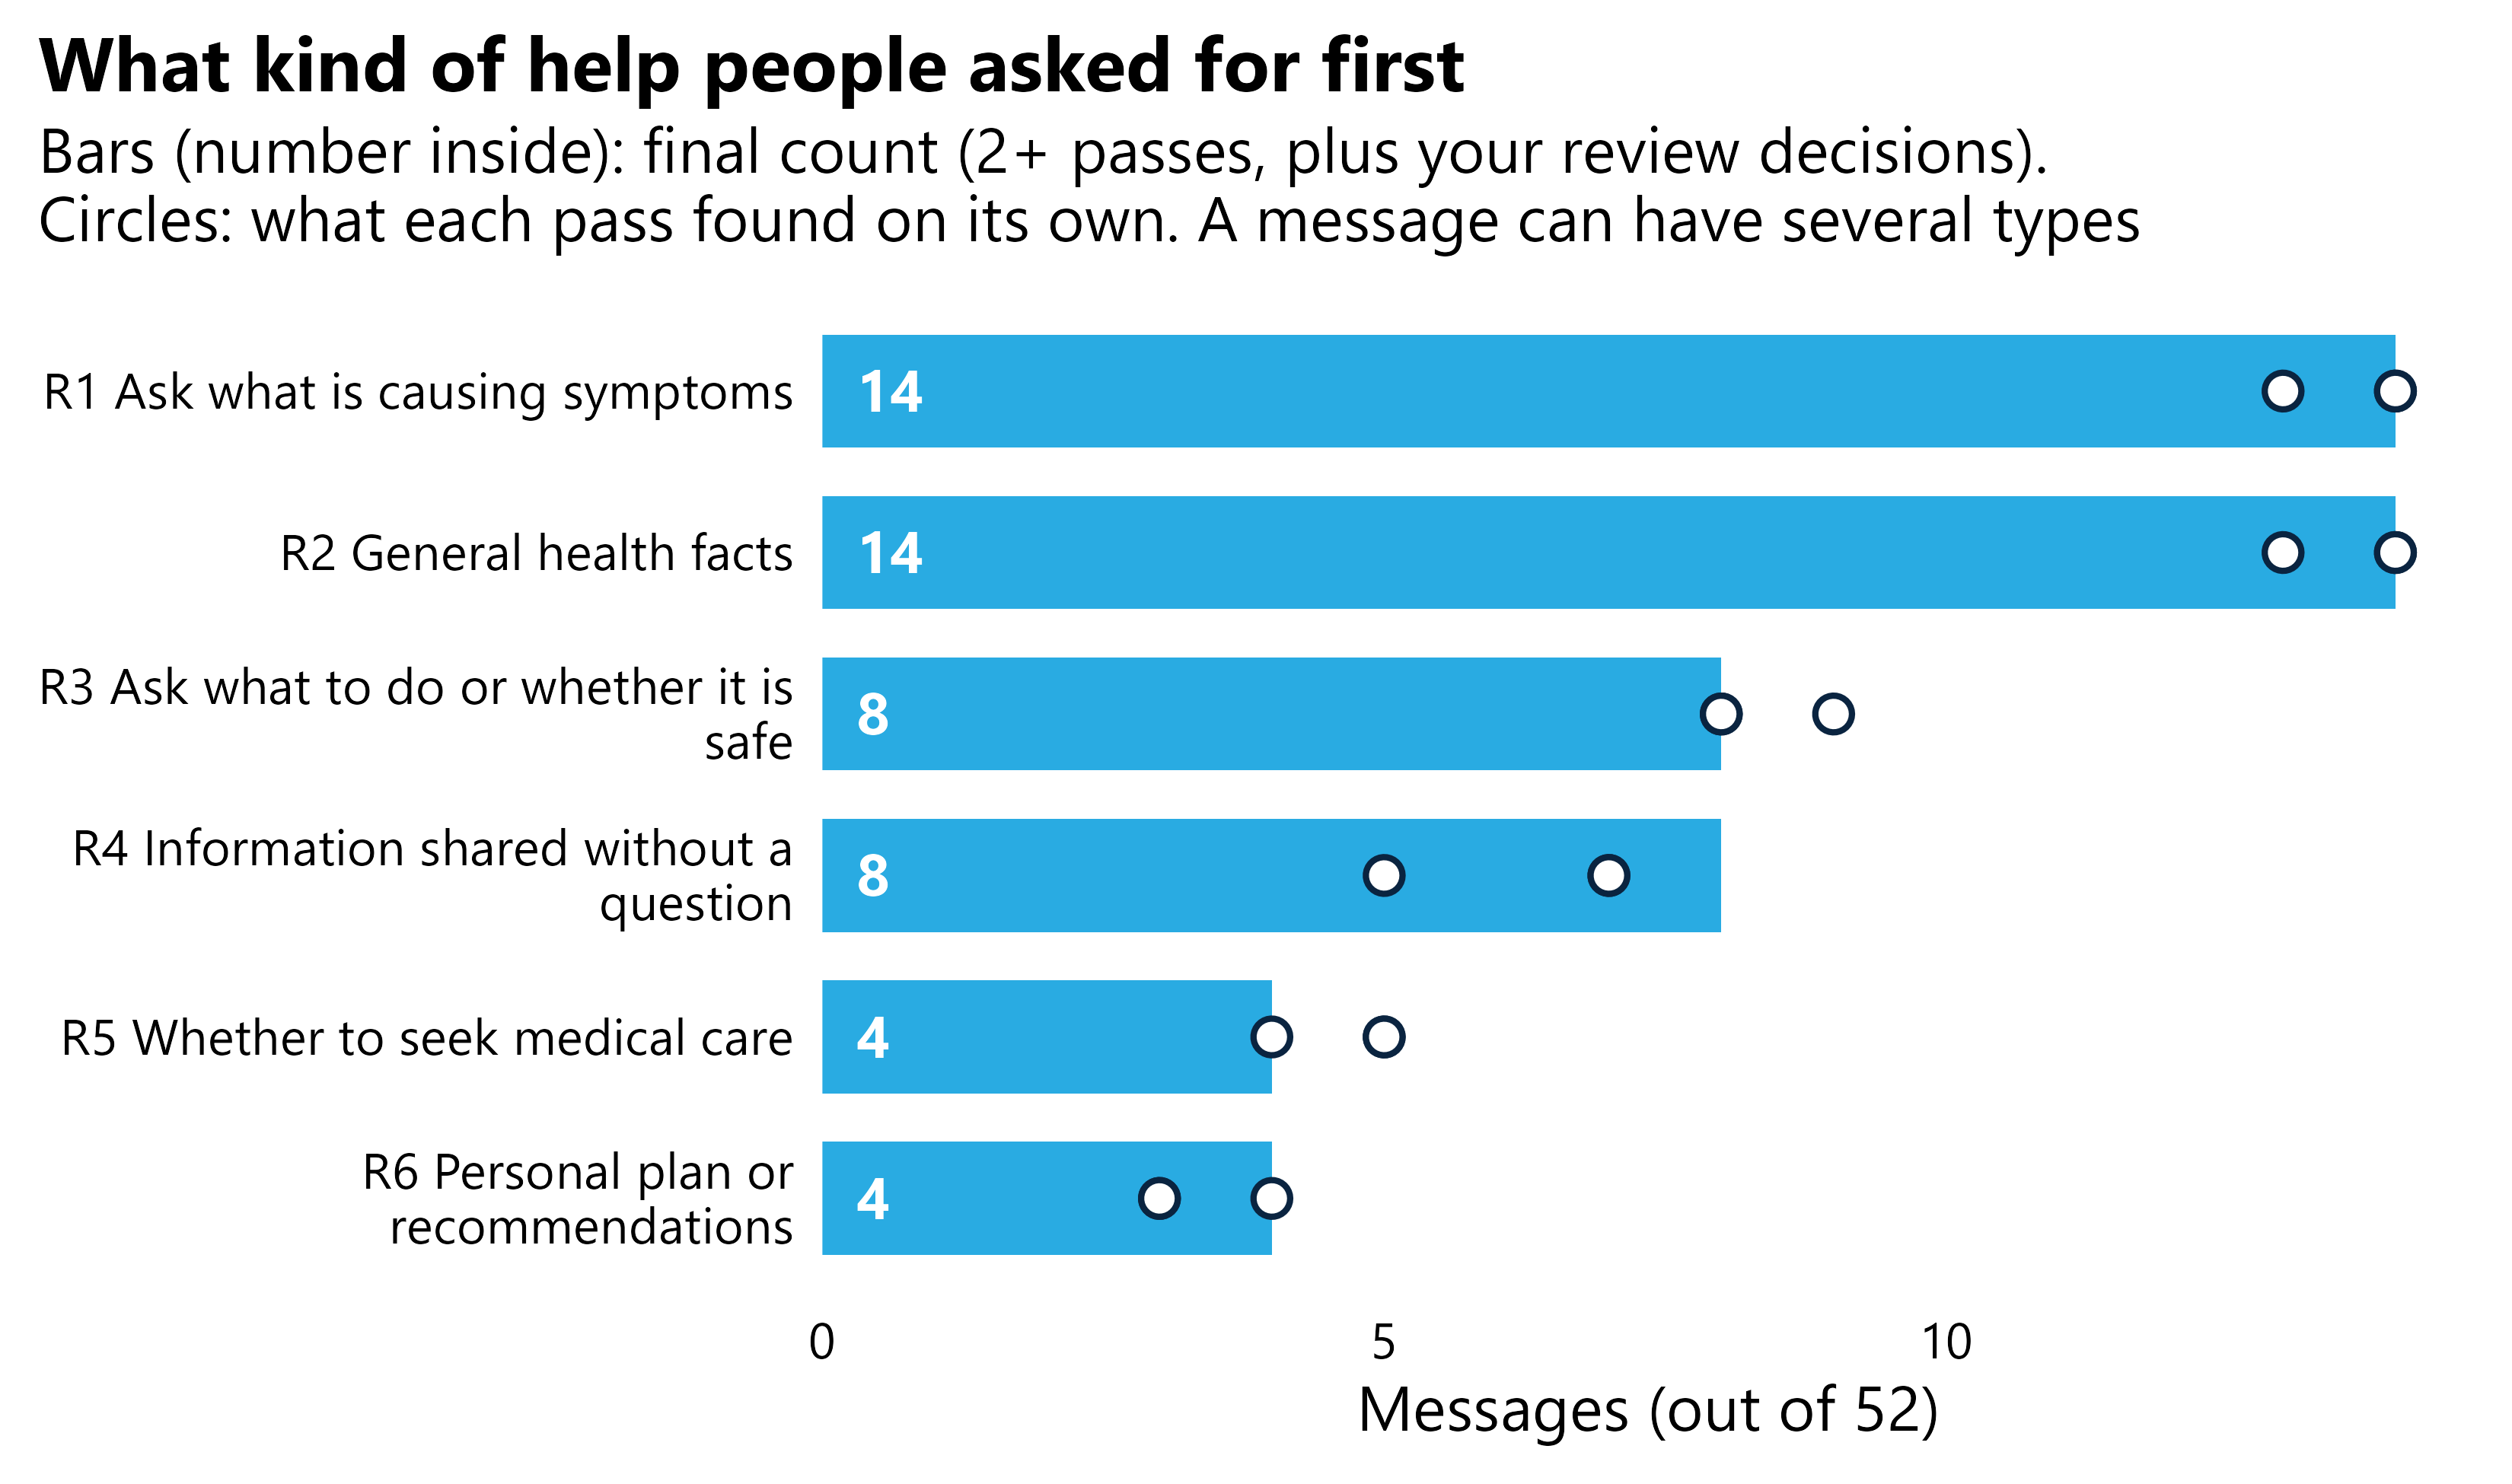 What kind of help people asked for first
Bars (number inside): final count (2+ passes, plus your review decisions).
Circles: what each pass found on its own. A message can have several types
R1 Ask what is causing symptoms
14
R2 General health facts
14
R3 Ask what to do or whether it is
safe
8
R4 Information shared without a
question
8
R5 Whether to seek medical care
4
R6 Personal plan or
recommendations
4
0 5 10
Messages (out of 52)